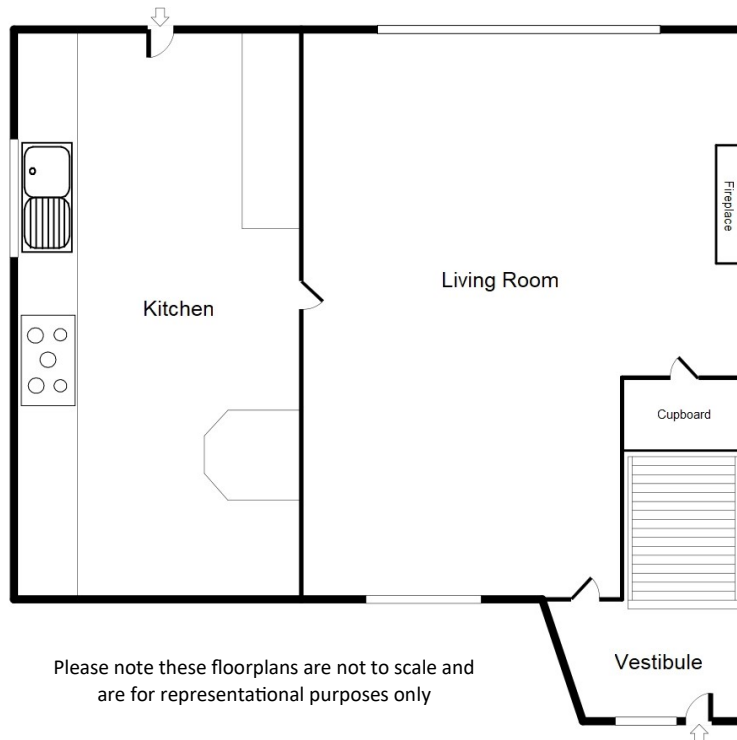 Fireplace
Living Room
Kitchen
Cupboard
Vestibule
Please note these floorplans are not to scale and
are for representational purposes only